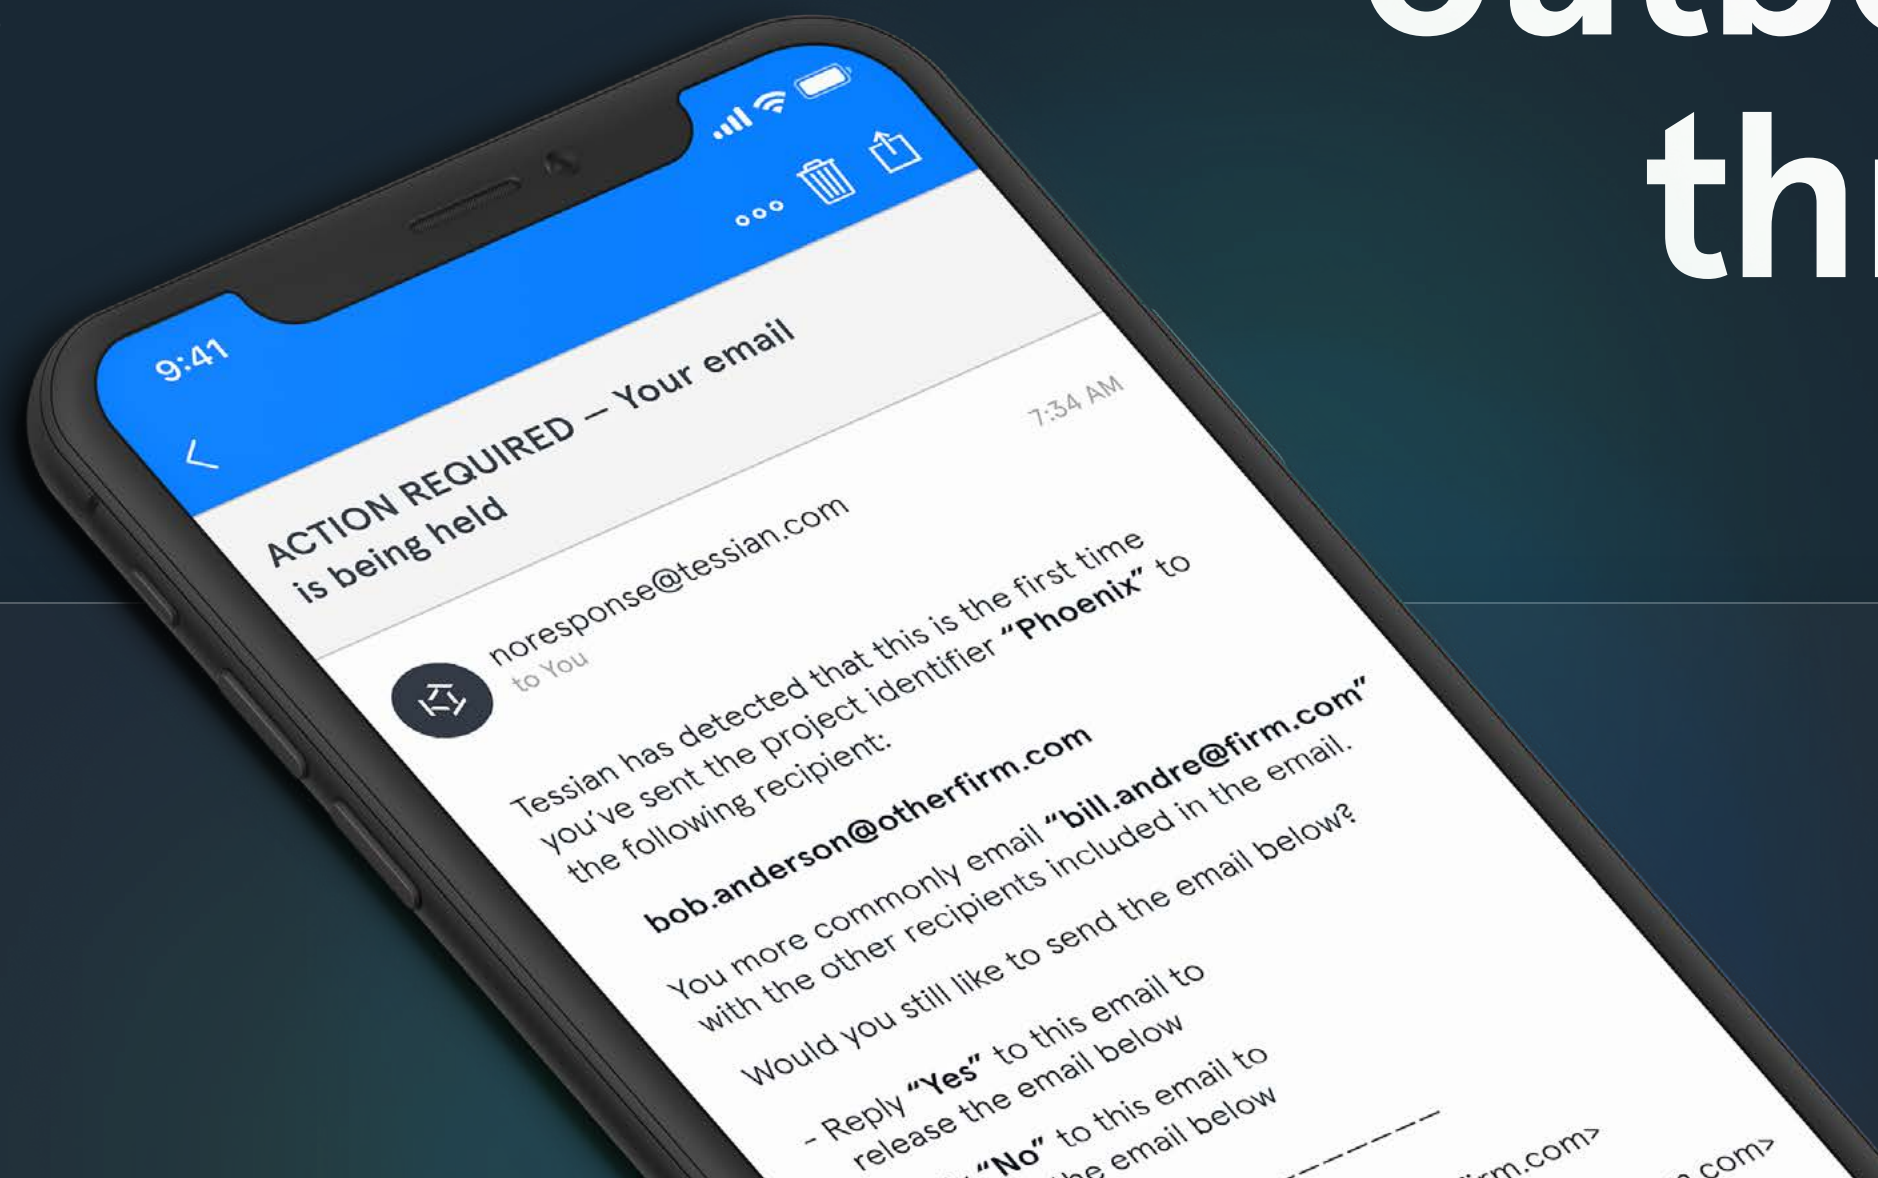 9:41
ACTION REQUIRED – Your email
is being held
noresponse@tessian.com
7:34 AM
to You
Tessian has detected that this is the first time
you've sent the project identifier “Phoenix” to
the following recipient:
bob.anderson@otherfirm.com
You more commonly email “bill.andre@firm.com”
with the other recipients included in the email.
Would you still like to send the email below?
- Reply “Yes” to this email to
release the email below
“No” to this email to
email below